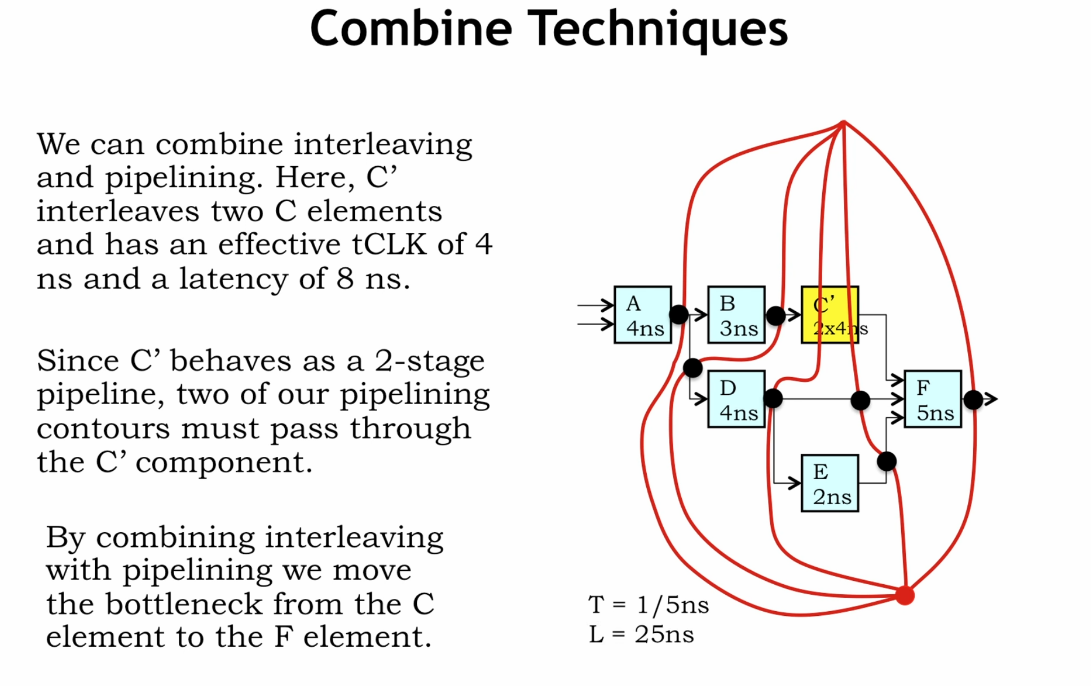 Combine Techniques
We can combine interleaving
and pipelining. Here, C’
interleaves two C elements
and has an effective tCLK of 4
ns and a latency of 8 ns.
Since C’ behaves as a 2-stage
pipeline, two of our pipelining
contours must pass through
the C’ component.
By combining interleaving
with pipelining we move
the bottleneck from the C
element to the F element.
A
4ns
B
3ns
C’
2x4ns
D
4ns
F
5ns
E
2ns
T = 1/5ns
L = 25ns